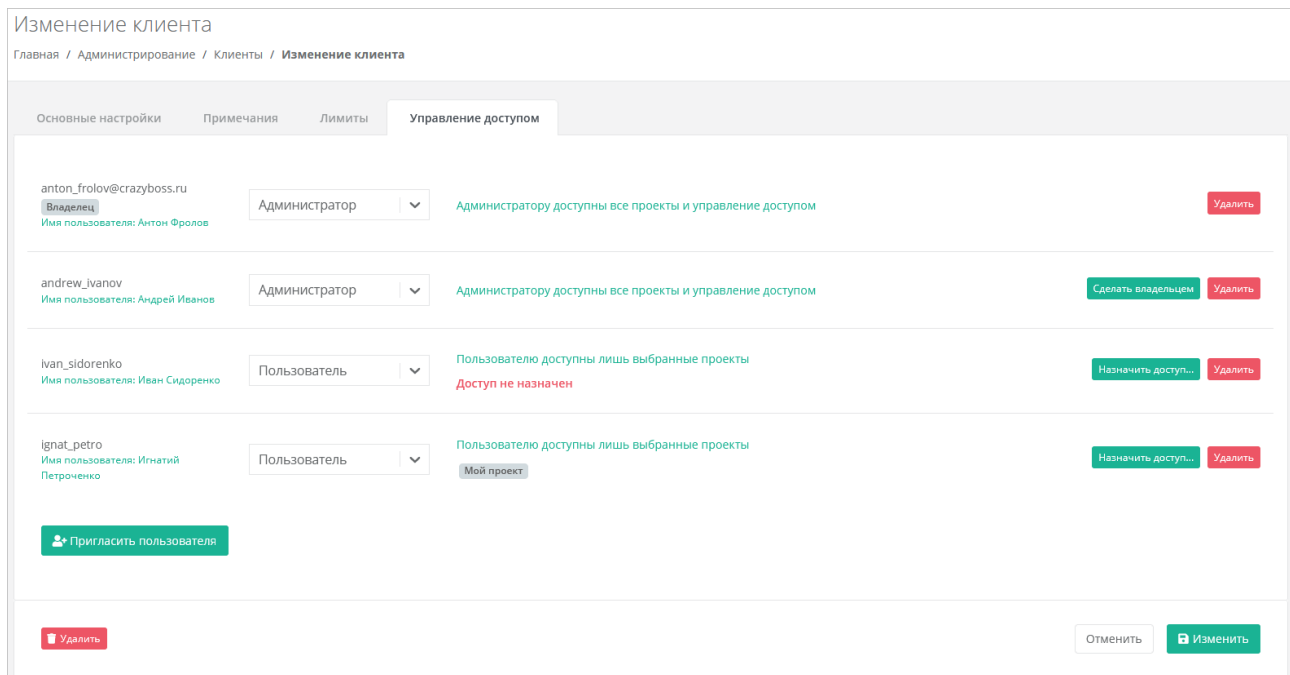 Изменение клиента
Главная / Администрирование / Клиенты / Изменение клиента
Основные настройки Примечания Лимиты Управление доступом
anton_frolov@crazyboss.ru
Владелец
Имя пользователя: Антон Фролов
Администратор
Администратору доступны все проекты и управление доступом
Удалить
andrew_ivanov
Имя пользователя: Андрей Иванов
Администратор
Администратору доступны все проекты и управление доступом
Сделать владельцем
Удалить
ivan_sidorenko
Имя пользователя: Иван Сидоренко
Пользователь
Пользователю доступны лишь выбранные проекты
Доступ не назначен
Назначить доступ...
Удалить
ignat_petro
Имя пользователя: Игнатий
Петроченко
Пользователь
Пользователю доступны лишь выбранные проекты
Мой проект
Назначить доступ...
Удалить
Пригласить пользователя
Удалить
Отменить
Изменить